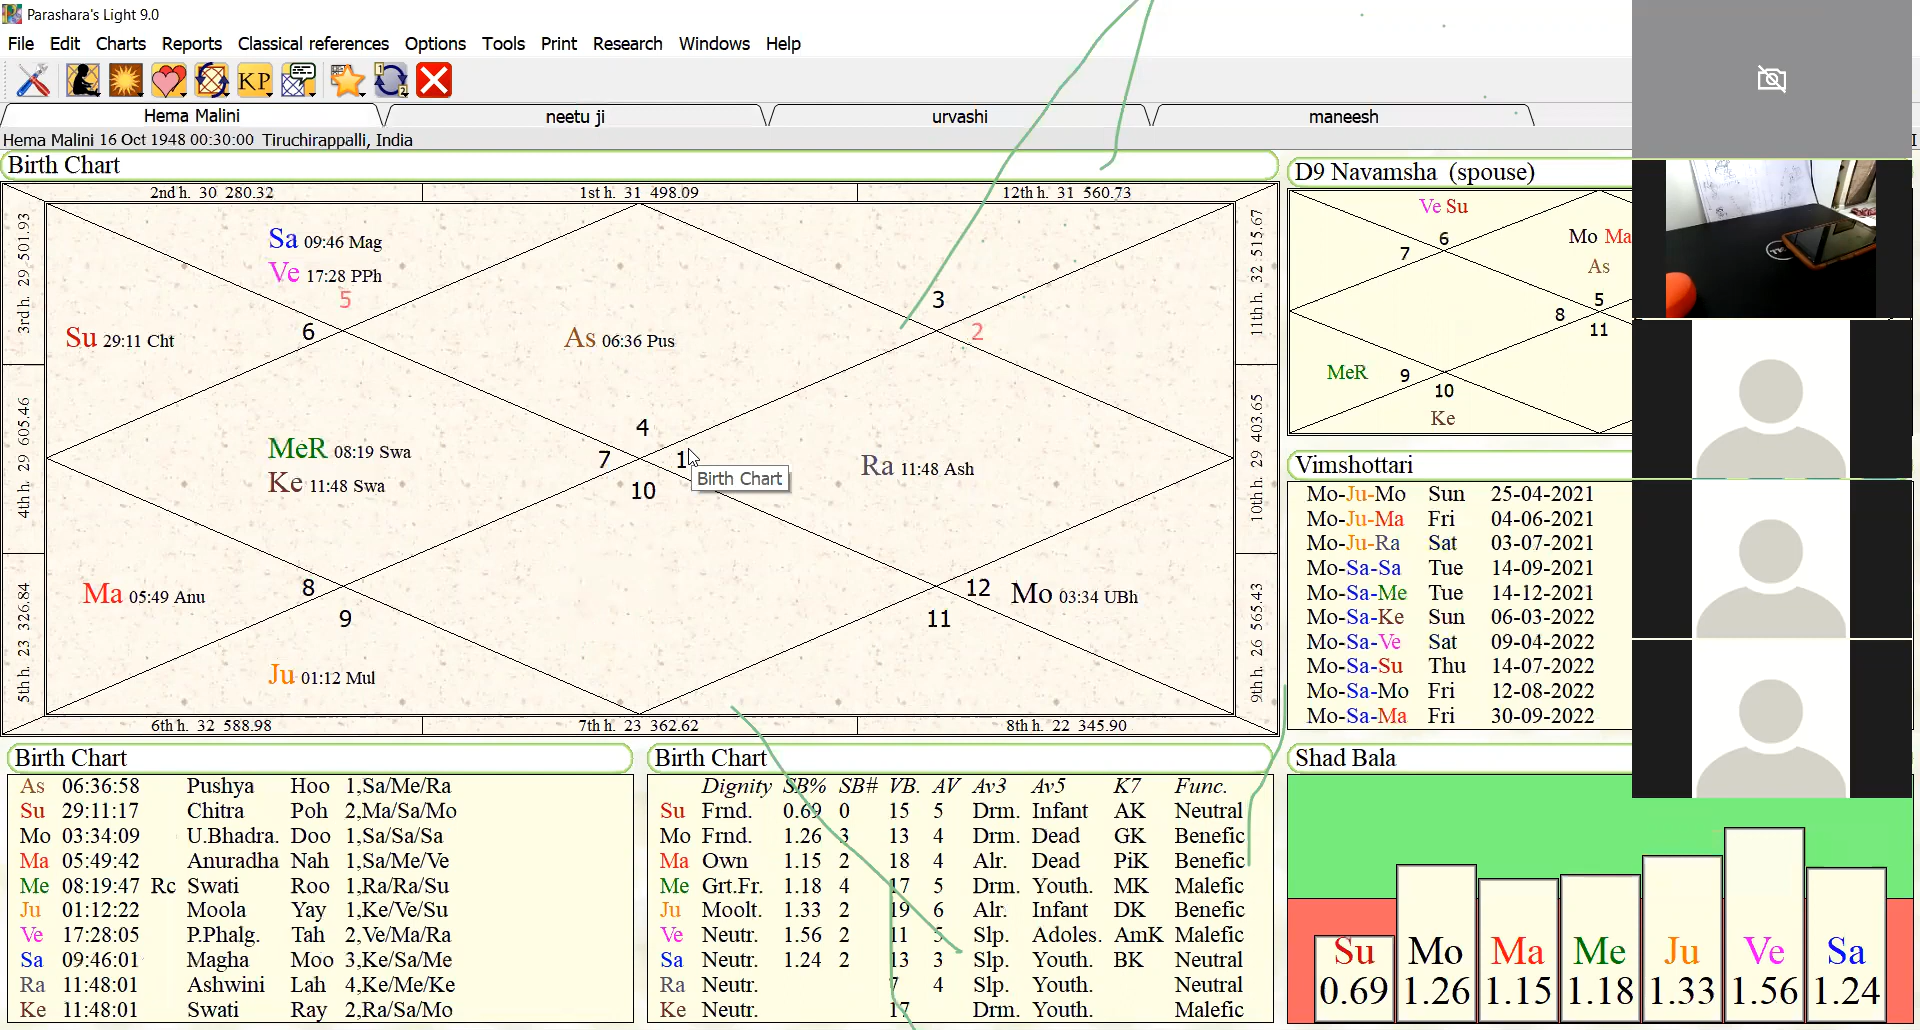 Parashara's Light 9.0
File Edit Charts Reports Classical references Options Tools Print Research Windows Help
KP
Hema Malini neetu ji urvashi maneesh
Hema Malini 16 Oct 1948 00:30:00 Tiruchirappalli, India
Birth Chart
2nd h. 30 280.32 1st h. 31 498.09 12th h. 31 560.73
3rd h. 29 501.93
4th h. 29 605.46
5th h. 23 326.84
Sa 09:46 Mag
Ve 17:28 PPh
5
Su 29:11 Cht
6
As 06:36 Pus
3
2
4
MeR 08:19 Swa
Ke 11:48 Swa
7
1
10
Birth Chart
Ra 11:48 Ash
Ma 05:49 Anu
8
9
12
Mo 03:34 UBh
11
Ju 01:12 Mul
11th h. 32 515.67
10th h. 29 403.65
9th h. 26 565.43
6th h. 32 588.98 7th h. 23 362.62 8th h. 22 345.90
D9 Navamsha (spouse)
Ve Su
6
7
Mo Ma
As
5
8
11
MeR
9
10
Ke
Vimshottari
Mo-Ju-Mo Sun 25-04-2021
Mo-Ju-Ma Fri 04-06-2021
Mo-Ju-Ra Sat 03-07-2021
Mo-Sa-Sa Tue 14-09-2021
Mo-Sa-Me Tue 14-12-2021
Mo-Sa-Ke Sun 06-03-2022
Mo-Sa-Ve Sat 09-04-2022
Mo-Sa-Su Thu 14-07-2022
Mo-Sa-Mo Fri 12-08-2022
Mo-Sa-Ma Fri 30-09-2022
Birth Chart
As 06:36:58 Pushya Hoo 1,Sa/Me/Ra
Su 29:11:17 Chitra Poh 2,Ma/Sa/Mo
Mo 03:34:09 U.Bhadra. Doo 1,Sa/Sa/Sa
Ma 05:49:42 Anuradha Nah 1,Sa/Me/Ve
Me 08:19:47 Rc Swati Roo 1,Ra/Ra/Su
Ju 01:12:22 Moola Yay 1,Ke/Ve/Su
Ve 17:28:05 P.Phalg. Tah 2,Ve/Ma/Ra
Sa 09:46:01 Magha Moo 3,Ke/Sa/Me
Ra 11:48:01 Ashwini Lah 4,Ke/Me/Ke
Ke 11:48:01 Swati Ray 2,Ra/Sa/Mo
Birth Chart
Dignity SB% SB# VB. AV Av3 Av5 K7 Func.
Su Frnd. 0.69 0 15 5 Drm. Infant AK Neutral
Mo Frnd. 1.26 3 13 4 Drm. Dead GK Benefic
Ma Own 1.15 2 18 4 Alr. Dead PiK Benefic
Me Grt.Fr. 1.18 4 17 5 Drm. Youth. MK Malefic
Ju Moolt. 1.33 2 19 6 Alr. Infant DK Benefic
Ve Neutr. 1.56 2 11 5 Slp. Adoles. AmK Malefic
Sa Neutr. 1.24 2 13 3 Slp. Youth. BK Neutral
Ra Neutr. 7 4 Slp. Youth. Neutral
Ke Neutr. 17 Drm. Youth. Malefic
Shad Bala
Su Mo Ma Me Ju Ve Sa
0.69 1.26 1.15 1.18 1.33 1.56 1.24